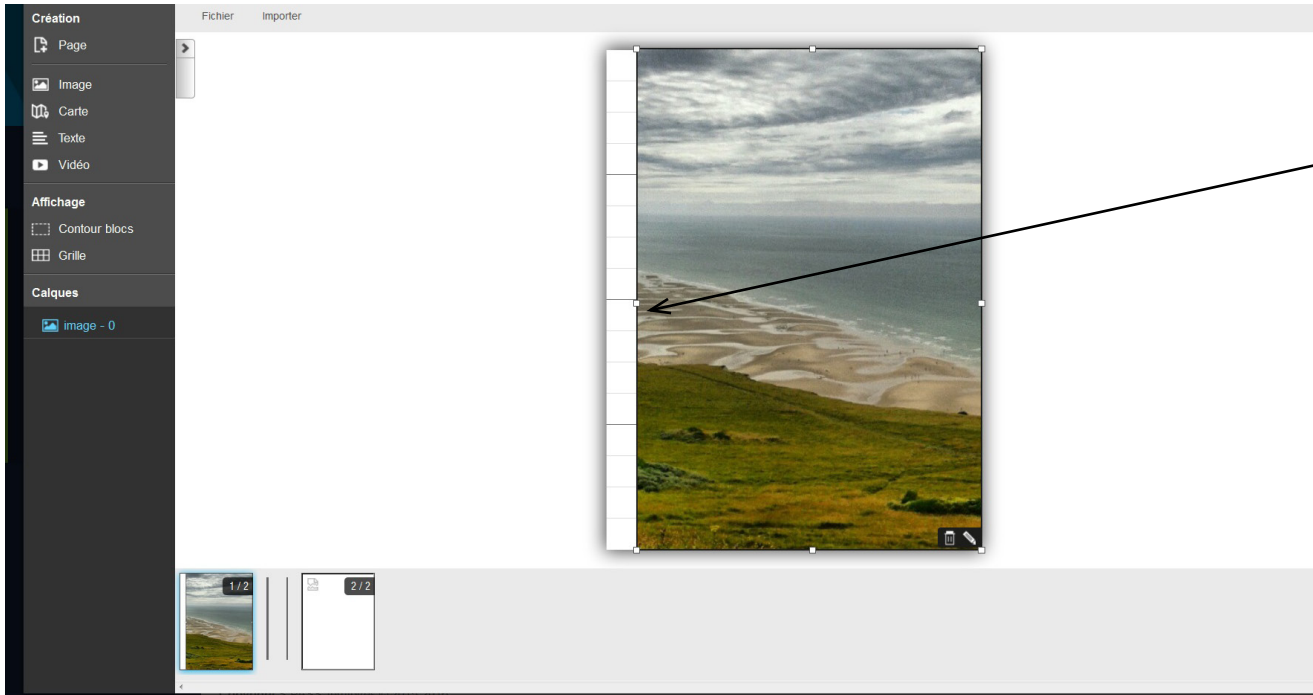 Création
Page
Image
Carte
Texte
Vidéo
Affichage
Contour blocs
Grille
Calques
image - 0
Fichier Importer
1 / 2
2 / 2